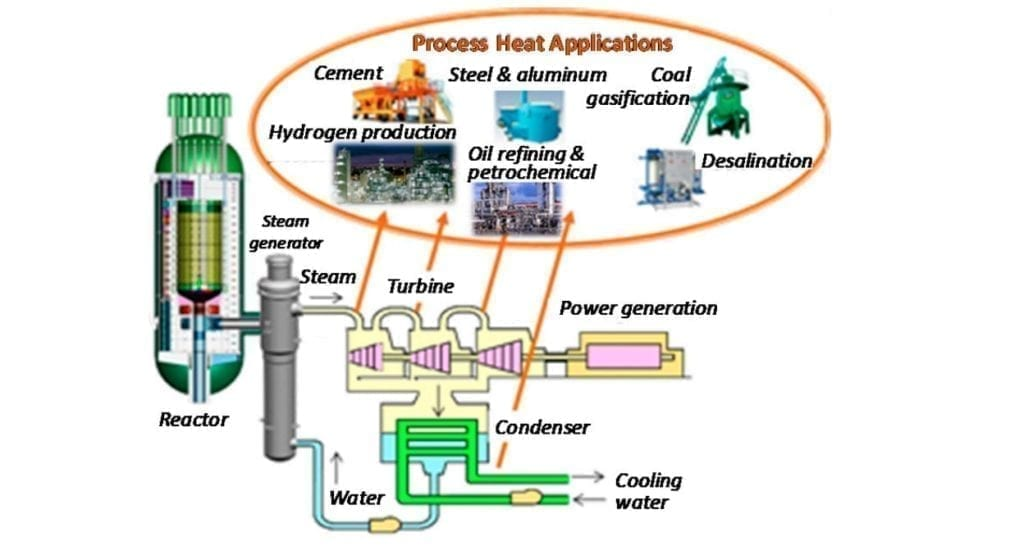 Process Heat Applications
Cement
Steel & aluminum
Coal
gasification
Hydrogen production
Oil refining &
petrochemical
Desalination
Steam
generator
Steam
Turbine
Power generation
Reactor
Condenser
Water
Cooling
water